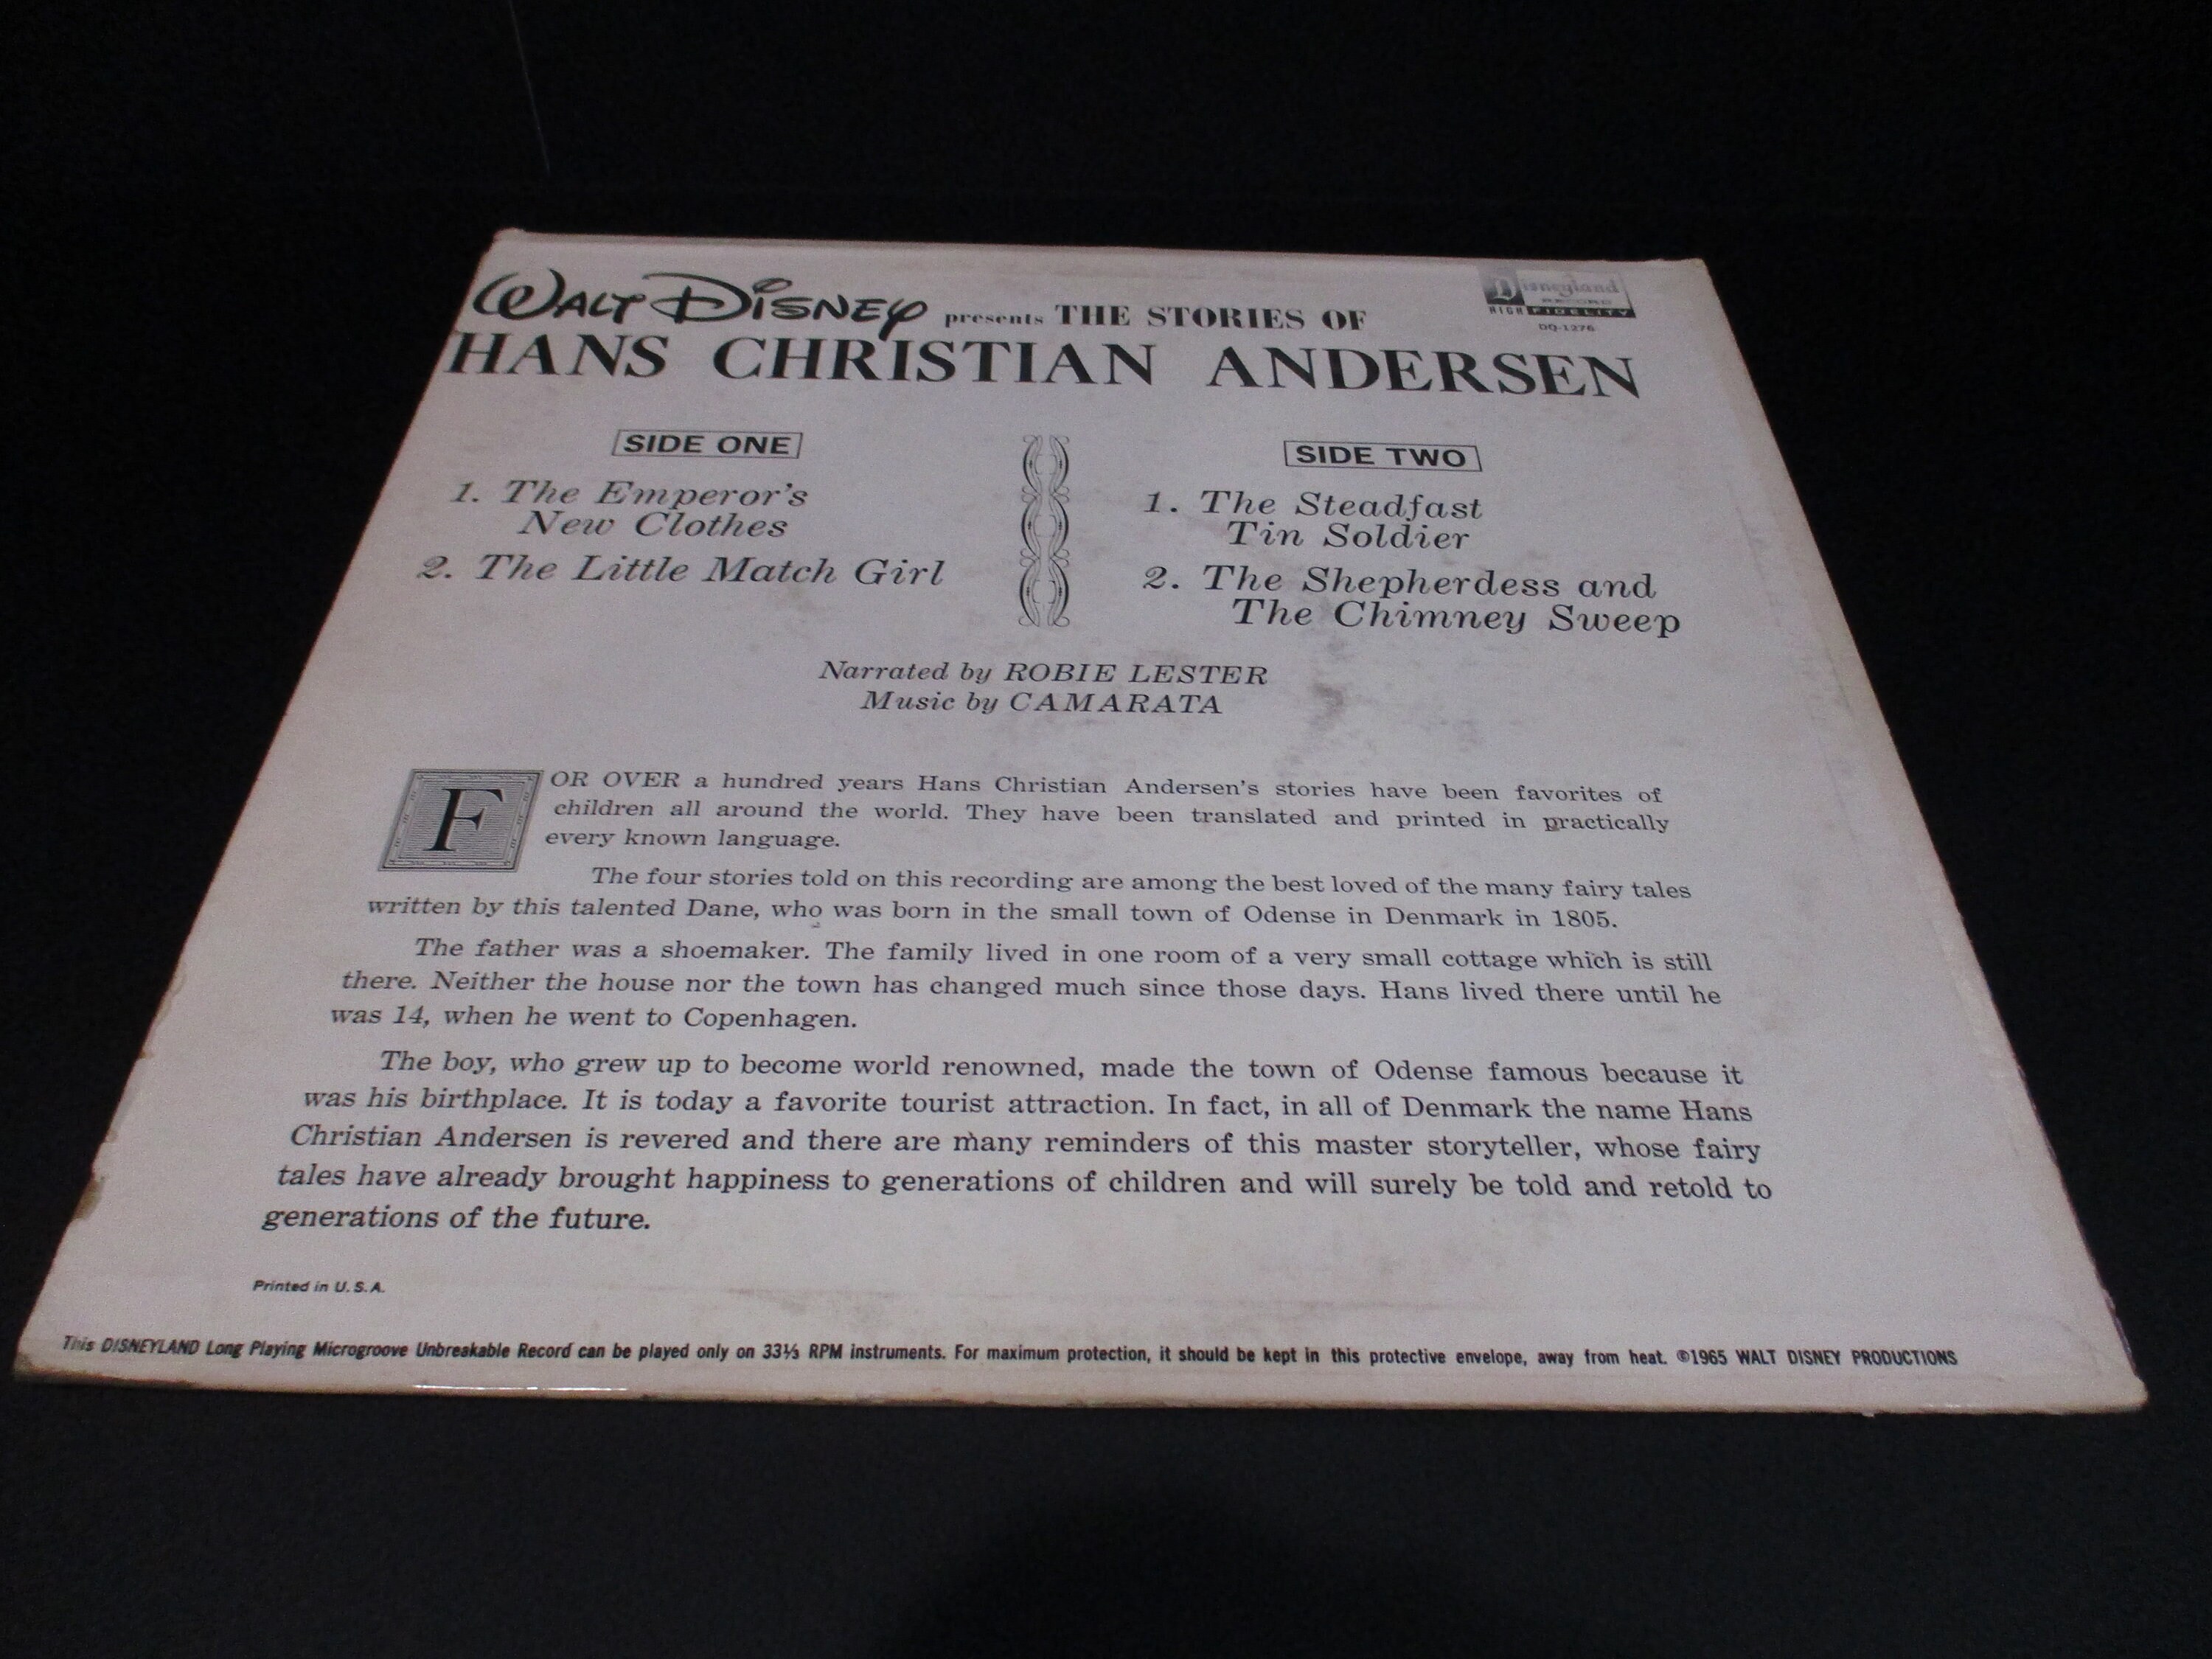 WALT DISNEY presents THE STORIES OF
HANS CHRISTIAN ANDERSEN
Disneyland
RECORD
HIGH FIDELITY
DQ-1276
SIDE ONE
1. The Emperor's
New Clothes
2. The Little Match Girl
SIDE TWO
1. The Steadfast
Tin Soldier
2. The Shepherdess and
The Chimney Sweep
Narrated by ROBIE LESTER
Music by CAMARATA
FOR OVER a hundred years Hans Christian Andersen's stories have been favorites of
children all around the world. They have been translated and printed in practically
every known language.
The four stories told on this recording are among the best loved of the many fairy tales
written by this talented Dane, who was born in the small town of Odense in Denmark in 1805.
The father was a shoemaker. The family lived in one room of a very small cottage which is still
there. Neither the house nor the town has changed much since those days. Hans lived there until he
was 14, when he went to Copenhagen.
The boy, who grew up to become world renowned, made the town of Odense famous because it
was his birthplace. It is today a favorite tourist attraction. In fact, in all of Denmark the name Hans
Christian Andersen is revered and there are many reminders of this master storyteller, whose fairy
tales have already brought happiness to generations of children and will surely be told and retold to
generations of the future.
Printed in U.S.A.
This DISNEYLAND Long Playing Microgroove Unbreakable Record can be played only on 33⅓ RPM instruments. For maximum protection, it should be kept in this protective envelope, away from heat. ©1965 WALT DISNEY PRODUCTIONS